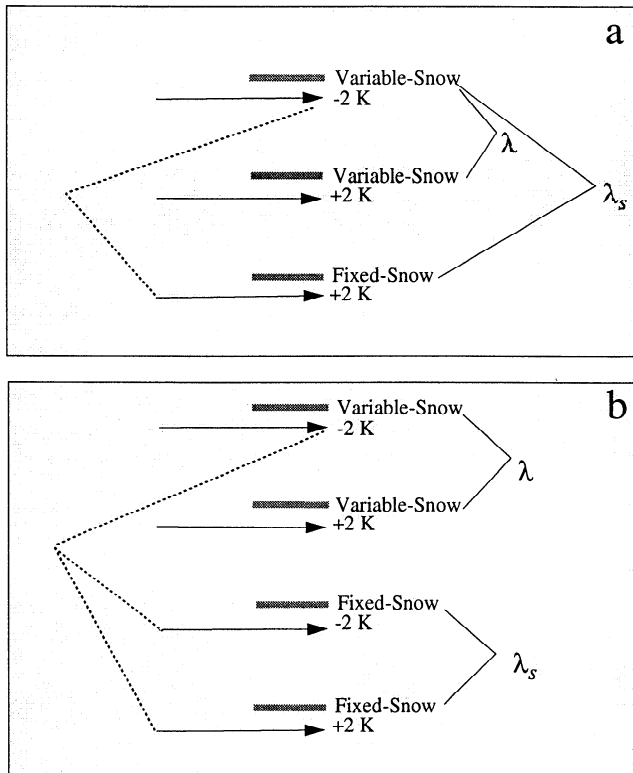 a
Variable-Snow
-2 K
λ
Variable-Snow
+2 K
λs
Fixed-Snow
+2 K
b
Variable-Snow
-2 K
λ
Variable-Snow
+2 K
Fixed-Snow
-2 K
λs
Fixed-Snow
+2 K